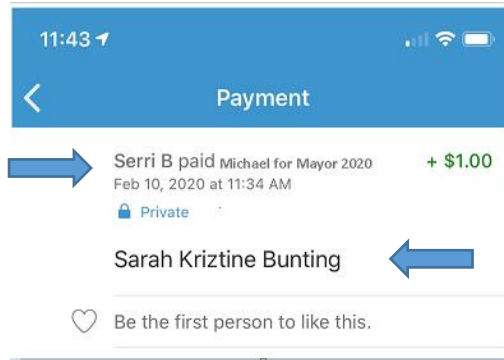 11:43
Payment
Serri B paid Michael for Mayor 2020 + $1.00
Feb 10, 2020 at 11:34 AM
Private
Sarah Kriztine Bunting
Be the first person to like this.